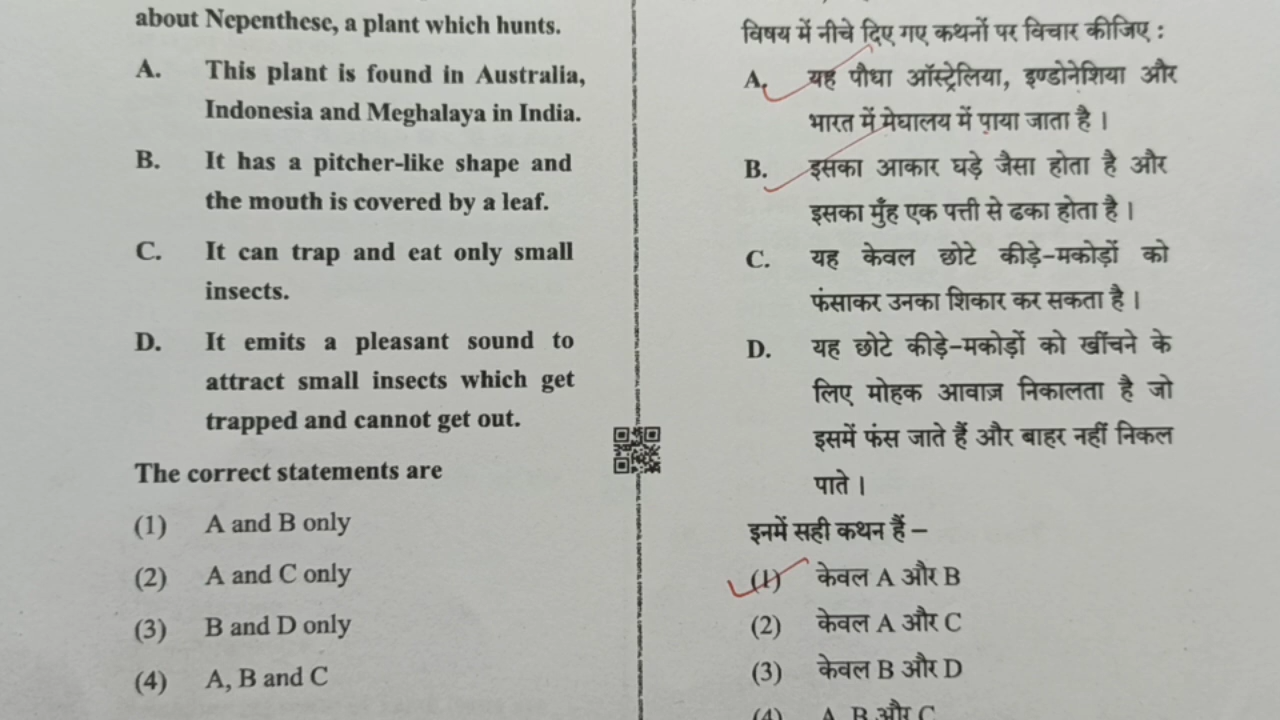 about Nepenthese, a plant which hunts.
A. This plant is found in Australia,
Indonesia and Meghalaya in India.
B. It has a pitcher-like shape and
the mouth is covered by a leaf.
C. It can trap and eat only small
insects.
D. It emits a pleasant sound to
attract small insects which get
trapped and cannot get out.
The correct statements are
(1) A and B only
(2) A and C only
(3) B and D only
(4) A, B and C
विषय में नीचे दिए गए कथनों पर विचार कीजिए :
A. यह पौधा ऑस्ट्रेलिया, इण्डोनेशिया और
भारत में मेघालय में पाया जाता है ।
B. इसका आकार घड़े जैसा होता है और
इसका मुँह एक पत्ती से ढका होता है ।
C. यह केवल छोटे कीड़े-मकोड़ों को
फंसाकर उनका शिकार कर सकता है ।
D. यह छोटे कीड़े-मकोड़ों को खींचने के
लिए मोहक आवाज़ निकालता है जो
इसमें फंस जाते हैं और बाहर नहीं निकल
पाते ।
इनमें सही कथन हैं –
(1) केवल A और B
(2) केवल A और C
(3) केवल B और D
(4) A, B और C